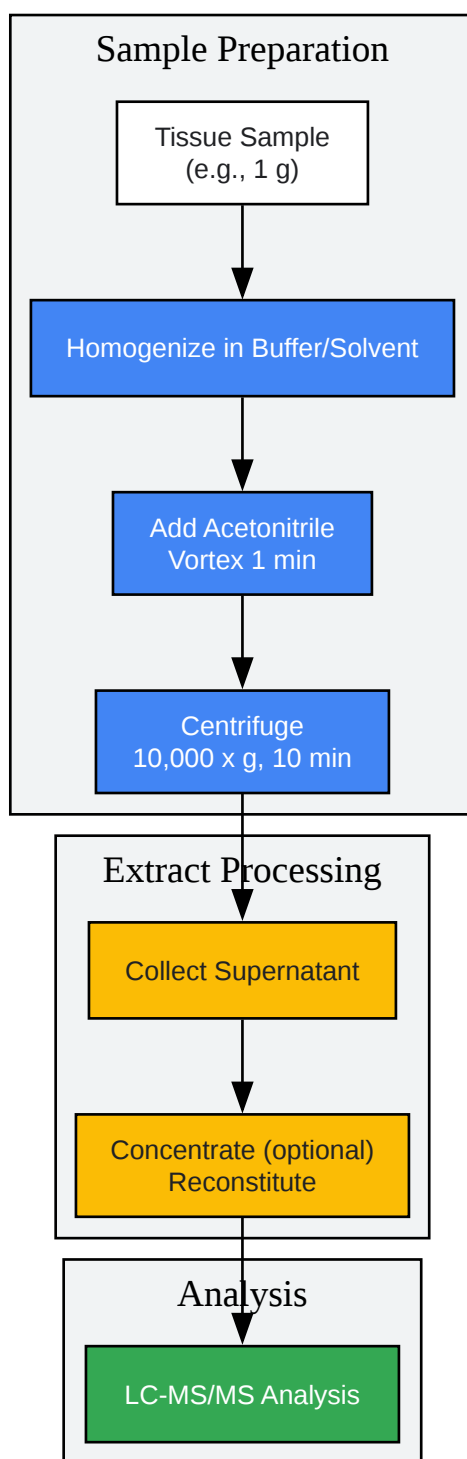 Sample Preparation
Tissue Sample
(e.g., 1 g)
Homogenize in Buffer/Solvent
Add Acetonitrile
Vortex 1 min
Centrifuge
10,000 x g, 10 min
Extract Processing
Collect Supernatant
Concentrate (optional)
Reconstitute
Analysis
LC-MS/MS Analysis